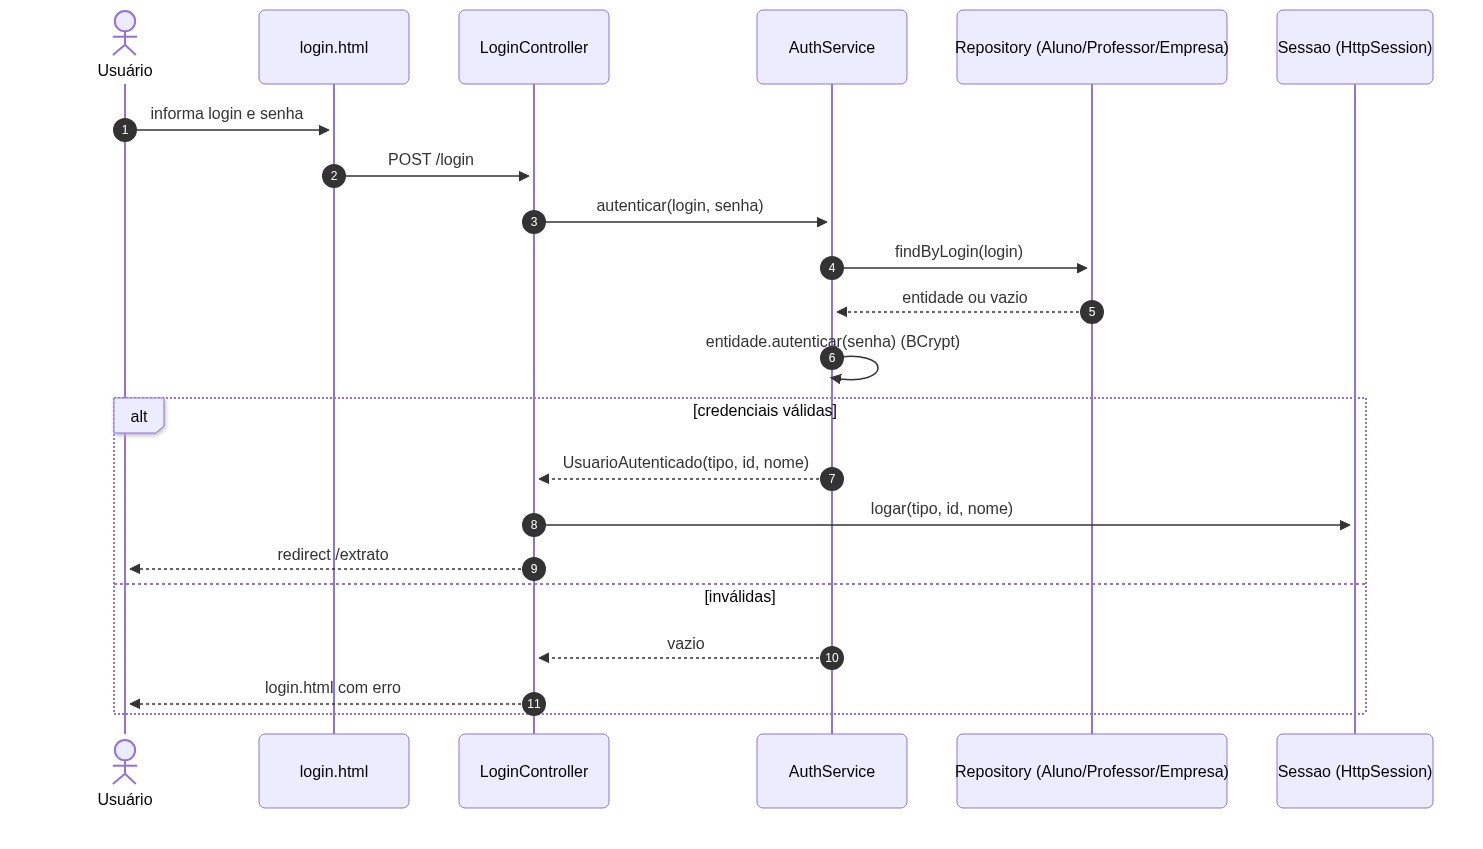 Usuário
login.html
LoginController
AuthService
Repository (Aluno/Professor/Empresa)
Sessao (HttpSession)
informa login e senha
1
POST /login
2
autenticar(login, senha)
3
findByLogin(login)
4
entidade ou vazio
5
entidade.autenticar(senha) (BCrypt)
6
alt
[credenciais válidas]
UsuarioAutenticado(tipo, id, nome)
7
logar(tipo, id, nome)
8
redirect /extrato
9
[inválidas]
vazio
10
login.html com erro
11
Usuário
login.html
LoginController
AuthService
Repository (Aluno/Professor/Empresa)
Sessao (HttpSession)